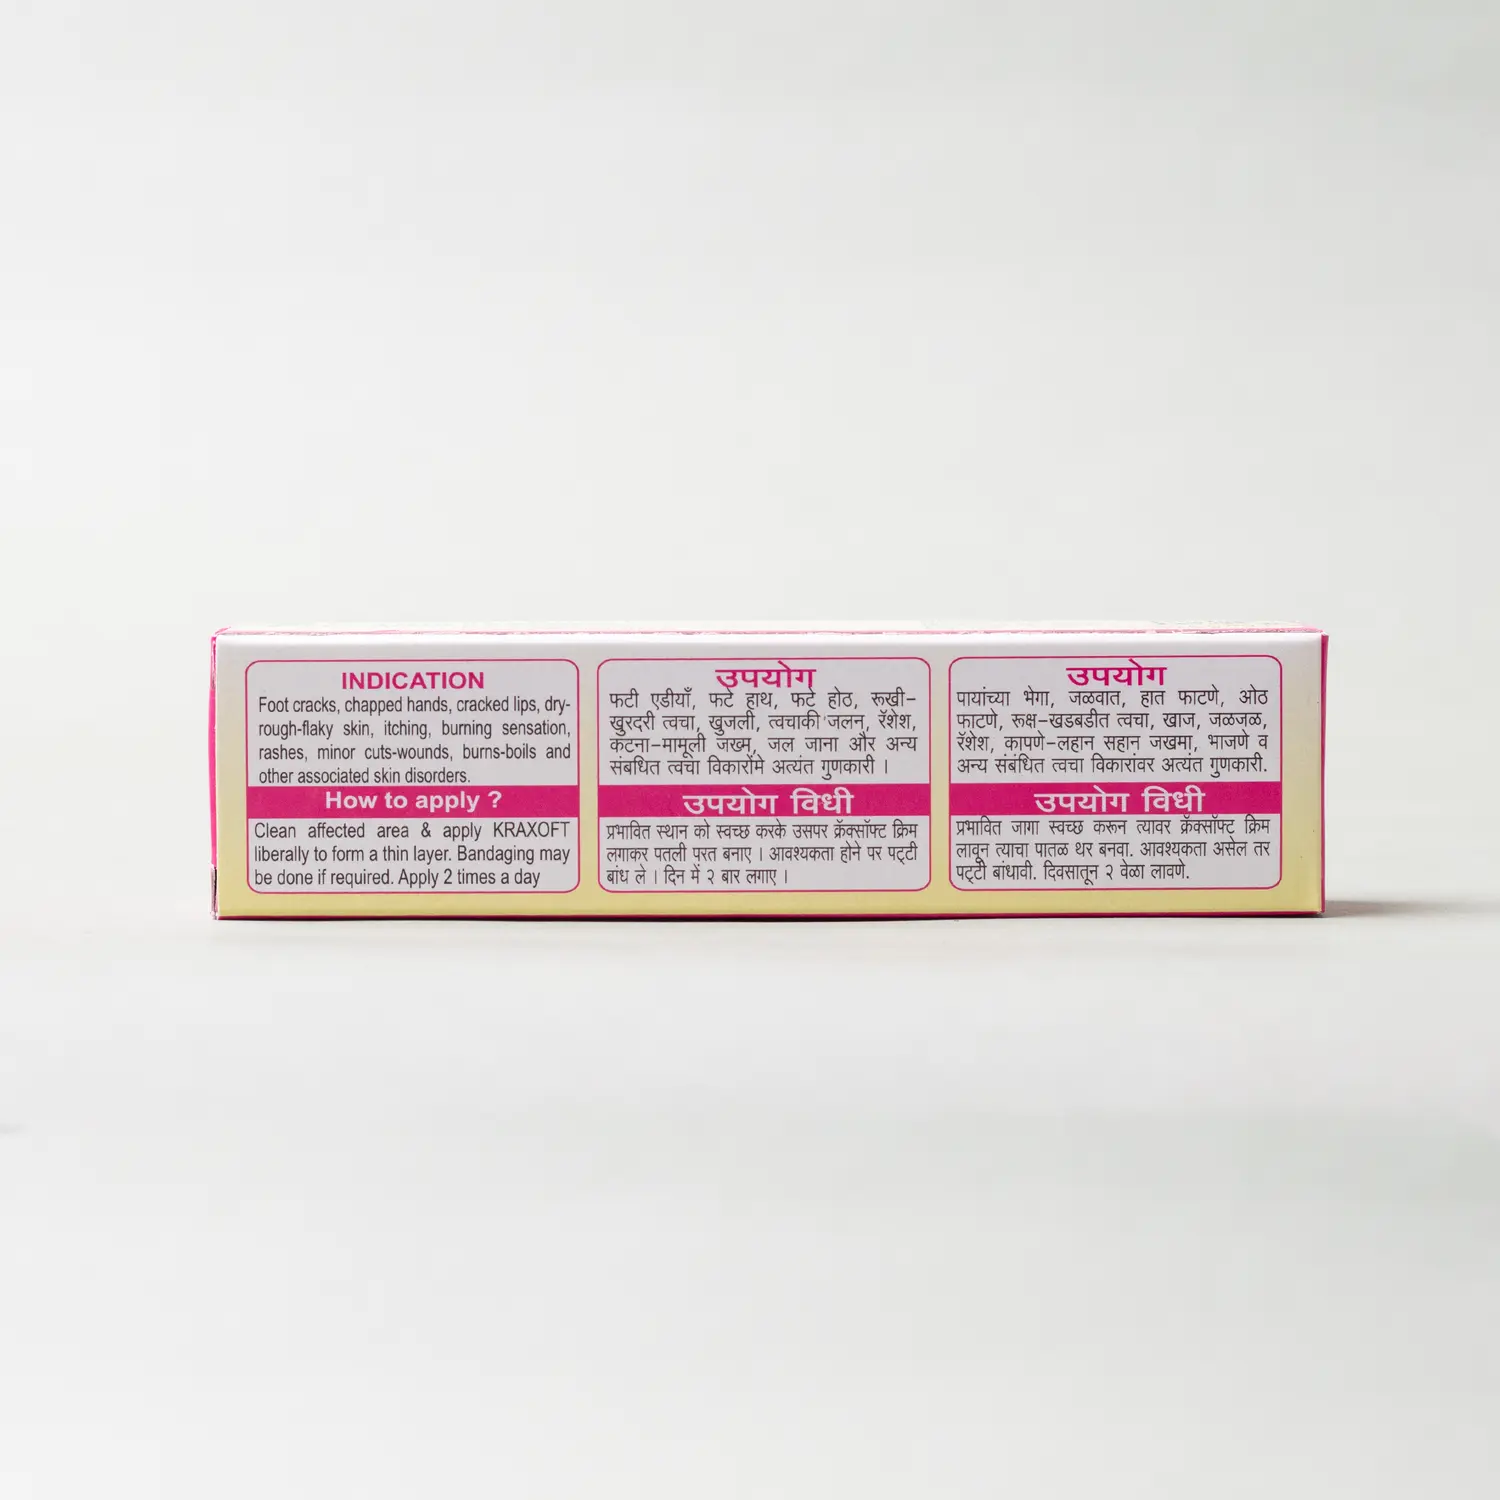 INDICATION
Foot cracks, chapped hands, cracked lips, dry-
rough-flaky skin, itching, burning sensation,
rashes, minor cuts-wounds, burns-boils and
other associated skin disorders.
How to apply ?
Clean affected area & apply KRAXOFT
liberally to form a thin layer. Bandaging may
be done if required. Apply 2 times a day
उपयोग
फटी एडीयाँ, फटे हाथ, फटे होठ, रूखी-
खुरदरी त्वचा, खुजली, त्वचाकी जलन, रॅशेश,
कटना-मामूली जख्म, जल जाना और अन्य
संबधित त्वचा विकारोंमे अत्यंत गुणकारी ।
उपयोग विधी
प्रभावित स्थान को स्वच्छ करके उसपर क्रॅक्सॉफ्ट क्रिम
लगाकर पतली परत बनाए । आवश्यकता होने पर पट्टी
बांध ले । दिन में २ बार लगाए ।
उपयोग
पायांच्या भेगा, जळवात, हात फाटणे, ओठ
फाटणे, रूक्ष-खडबडीत त्वचा, खाज, जळजळ,
रॅशेश, कापणे-लहान सहान जखमा, भाजणे व
अन्य संबंधित त्वचा विकारांवर अत्यंत गुणकारी.
उपयोग विधी
प्रभावित जागा स्वच्छ करून त्यावर क्रॅक्सॉफ्ट क्रिम
लावून त्याचा पातळ थर बनवा. आवश्यकता असेल तर
पट्टी बांधावी. दिवसातून २ वेळा लावणे.